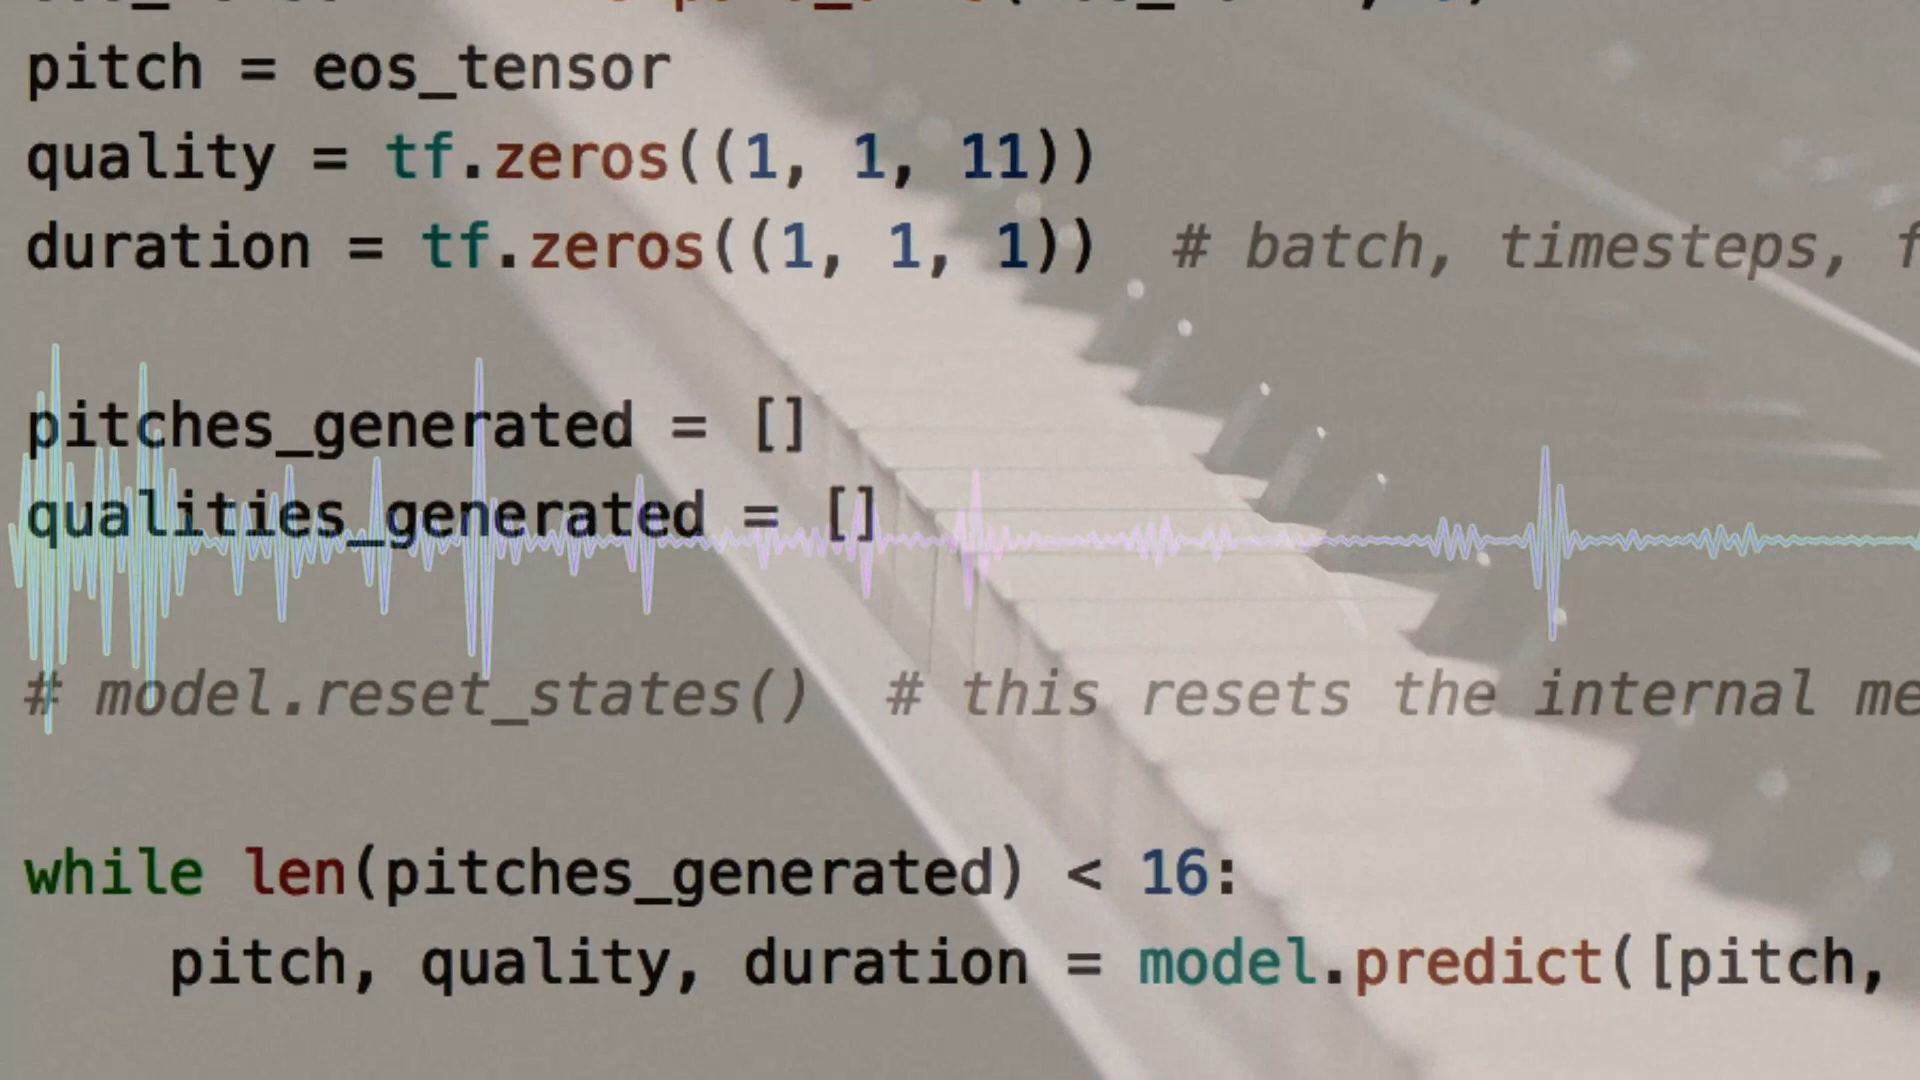 pitch = eos_tensor
quality = tf.zeros((1, 1, 11))
duration = tf.zeros((1, 1, 1))  # batch, timesteps, f
pitches_generated = []
qualities_generated = []
# model.reset_states()  # this resets the internal me
while len(pitches_generated) < 16:
    pitch, quality, duration = model.predict([pitch,